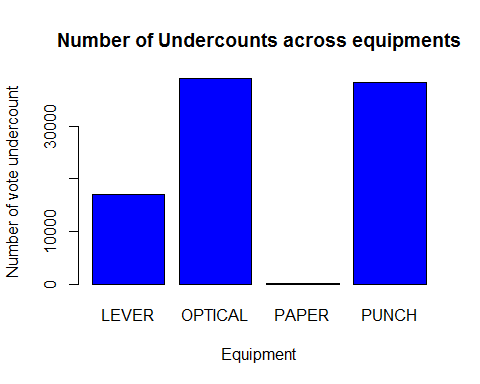 Number of Undercounts across equipments
Number of vote undercount
30000
10000
0
LEVER OPTICAL PAPER PUNCH
Equipment